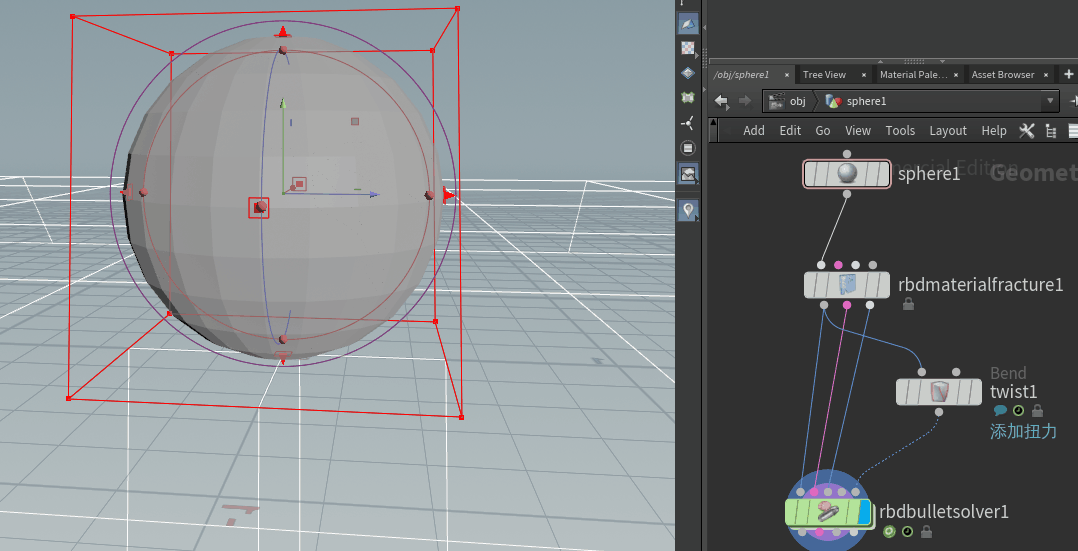 /obj/sphere1
Tree View
Material Pale...
Asset Browser
obj
sphere1
Add
Edit
Go
View
Tools
Layout
Help
Edition
Geomet
sphere1
rbdmaterialfracture1
Bend
twist1
添加扭力
rbdbulletsolver1